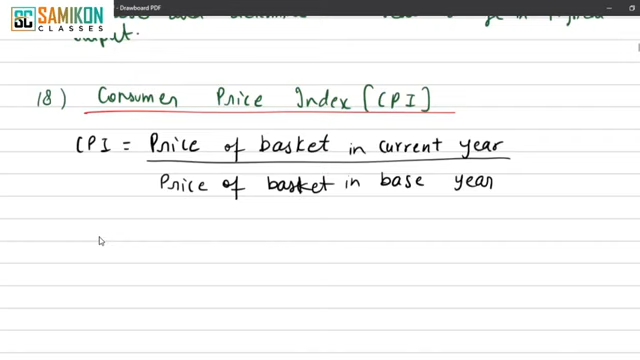 SC SAMIKON CLASSES
- Drawboard PDF
output.
18) Consumer Price Index [CPI]
CPI = Price of basket in current year
Price of basket in base year